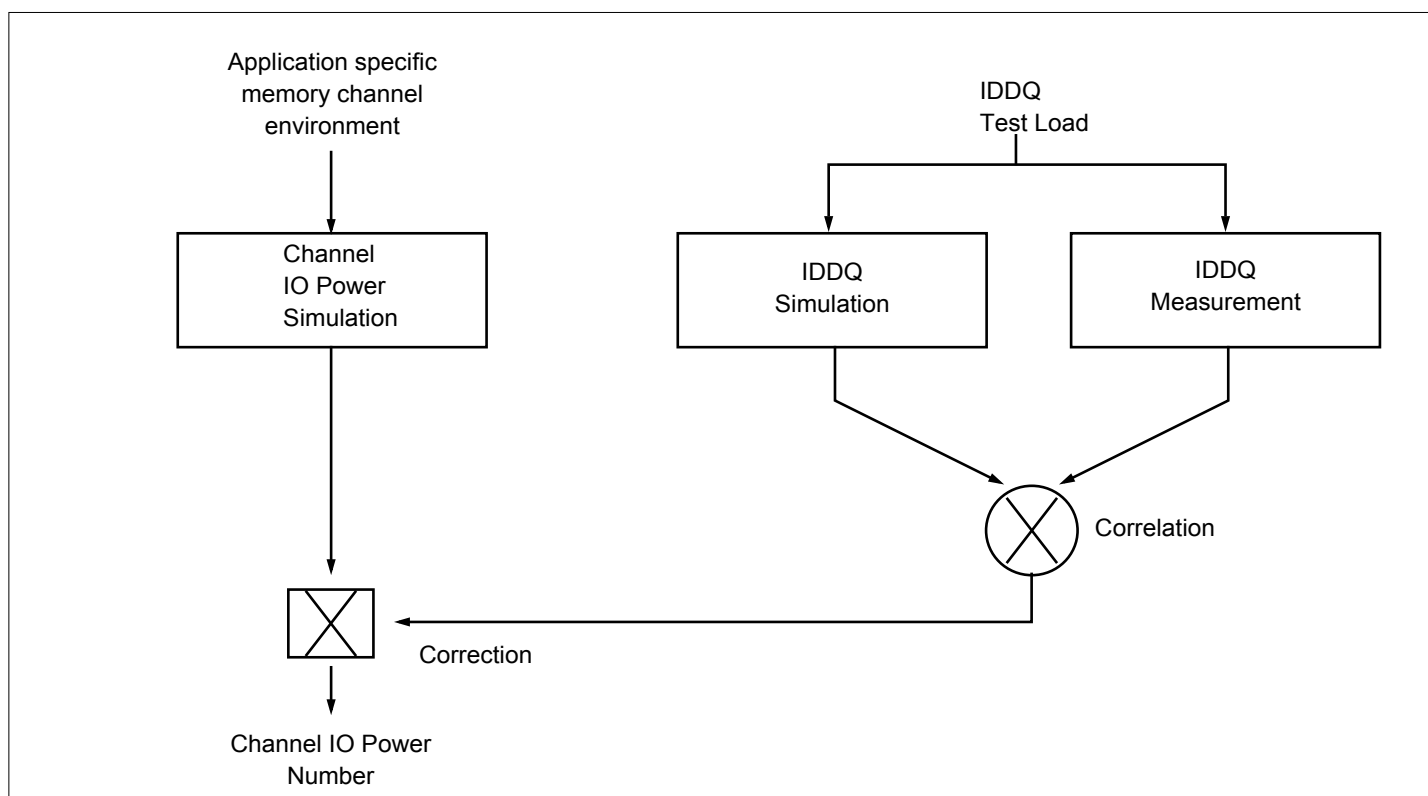 Application specific
memory channel
environment
IDDQ
Test Load
Channel
IO Power
Simulation
IDDQ
Simulation
IDDQ
Measurement
Correlation
Correction
Channel IO Power
Number